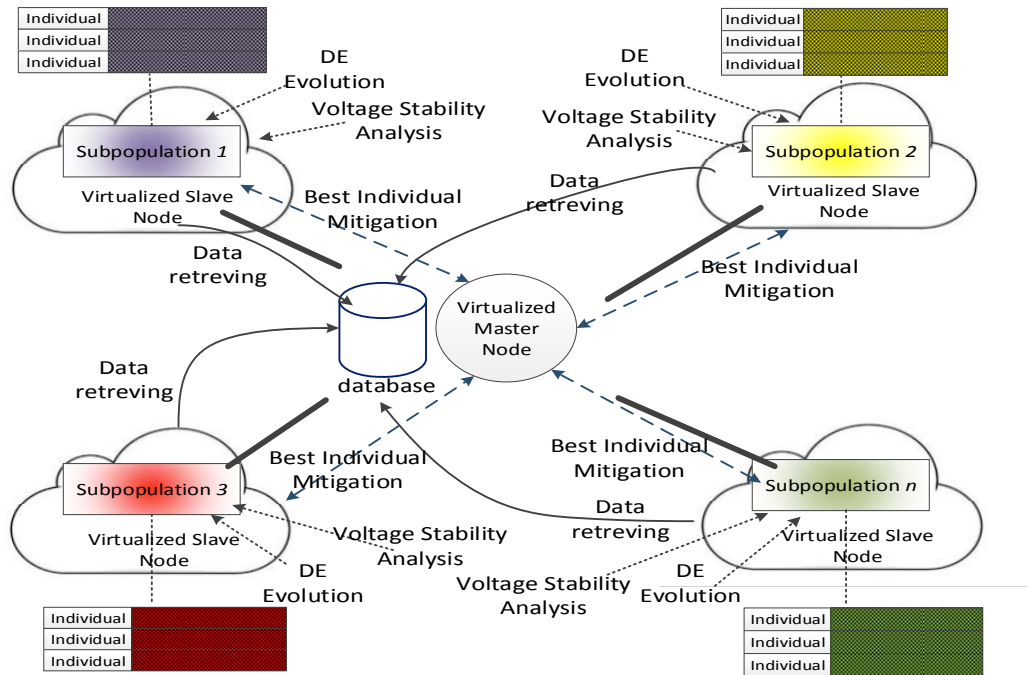 Individual
Individual
Individual
DE
Evolution
Voltage Stability
Analysis
Subpopulation 1
Virtualized Slave
Node
Individual
Individual
Individual
DE
Evolution
Voltage Stability
Analysis
Subpopulation 2
Virtualized Slave
Node
Best Individual
Mitigation
Data
retreving
Data
retreving
Best Individual
Mitigation
Virtualized
Master
Node
database
Data
retreving
Best Individual
Mitigation
Best Individual
Mitigation
Subpopulation 3
Virtualized Slave
Node
Voltage Stability
Analysis
DE
Evolution
Individual
Individual
Individual
Data
retreving
Subpopulation n
Virtualized Slave
Node
Voltage Stability
Analysis
DE
Evolution
Individual
Individual
Individual